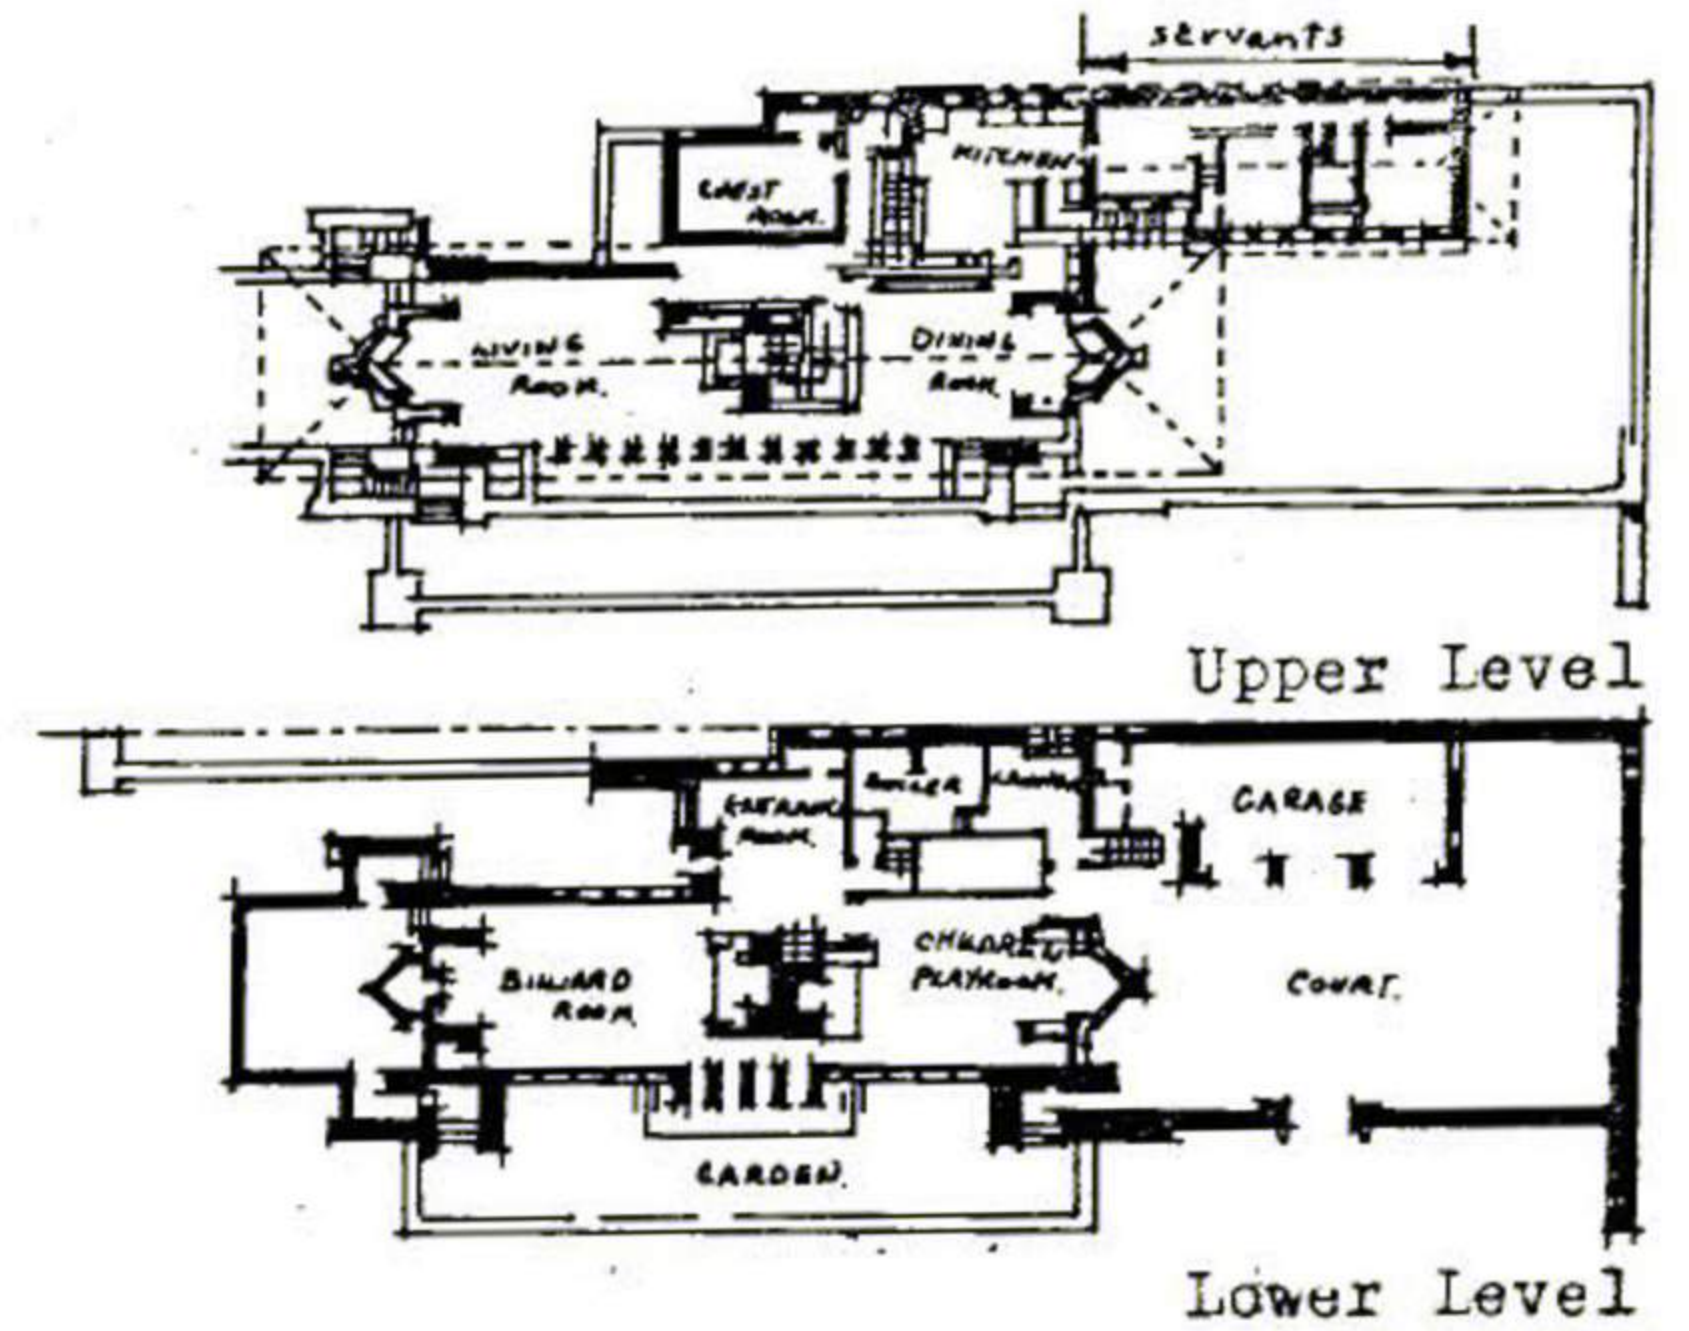 servants
KITCHEN
GUEST
ROOM.
LIVING
ROOM.
DINING
ROOM.
Upper Level
BOILER
LAUNDRY
ENTRANCE
ROOM.
GARAGE
BILLIARD
ROOM
CHILDREN
PLAYROOM.
COURT.
GARDEN.
Lower Level